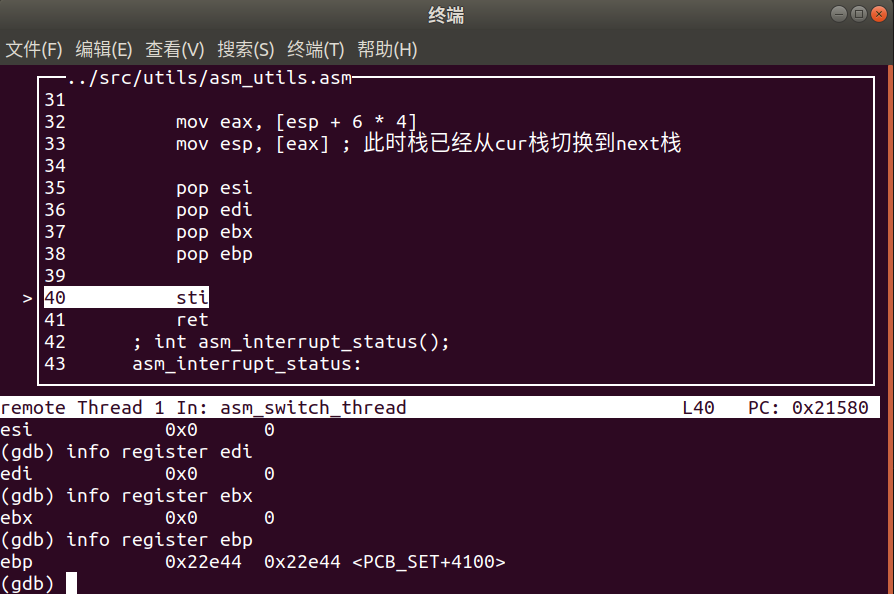 终端
文件(F) 编辑(E) 查看(V) 搜索(S) 终端(T) 帮助(H)
../src/utils/asm_utils.asm
31
32 mov eax, [esp + 6 * 4]
33 mov esp, [eax] ; 此时栈已经从cur栈切换到next栈
34
35 pop esi
36 pop edi
37 pop ebx
38 pop ebp
39
> 40 sti
41 ret
42 ; int asm_interrupt_status();
43 asm_interrupt_status:
remote Thread 1 In: asm_switch_thread L40 PC: 0x21580
esi 0x0 0
(gdb) info register edi
edi 0x0 0
(gdb) info register ebx
ebx 0x0 0
(gdb) info register ebp
ebp 0x22e44 0x22e44 <PCB_SET+4100>
(gdb)